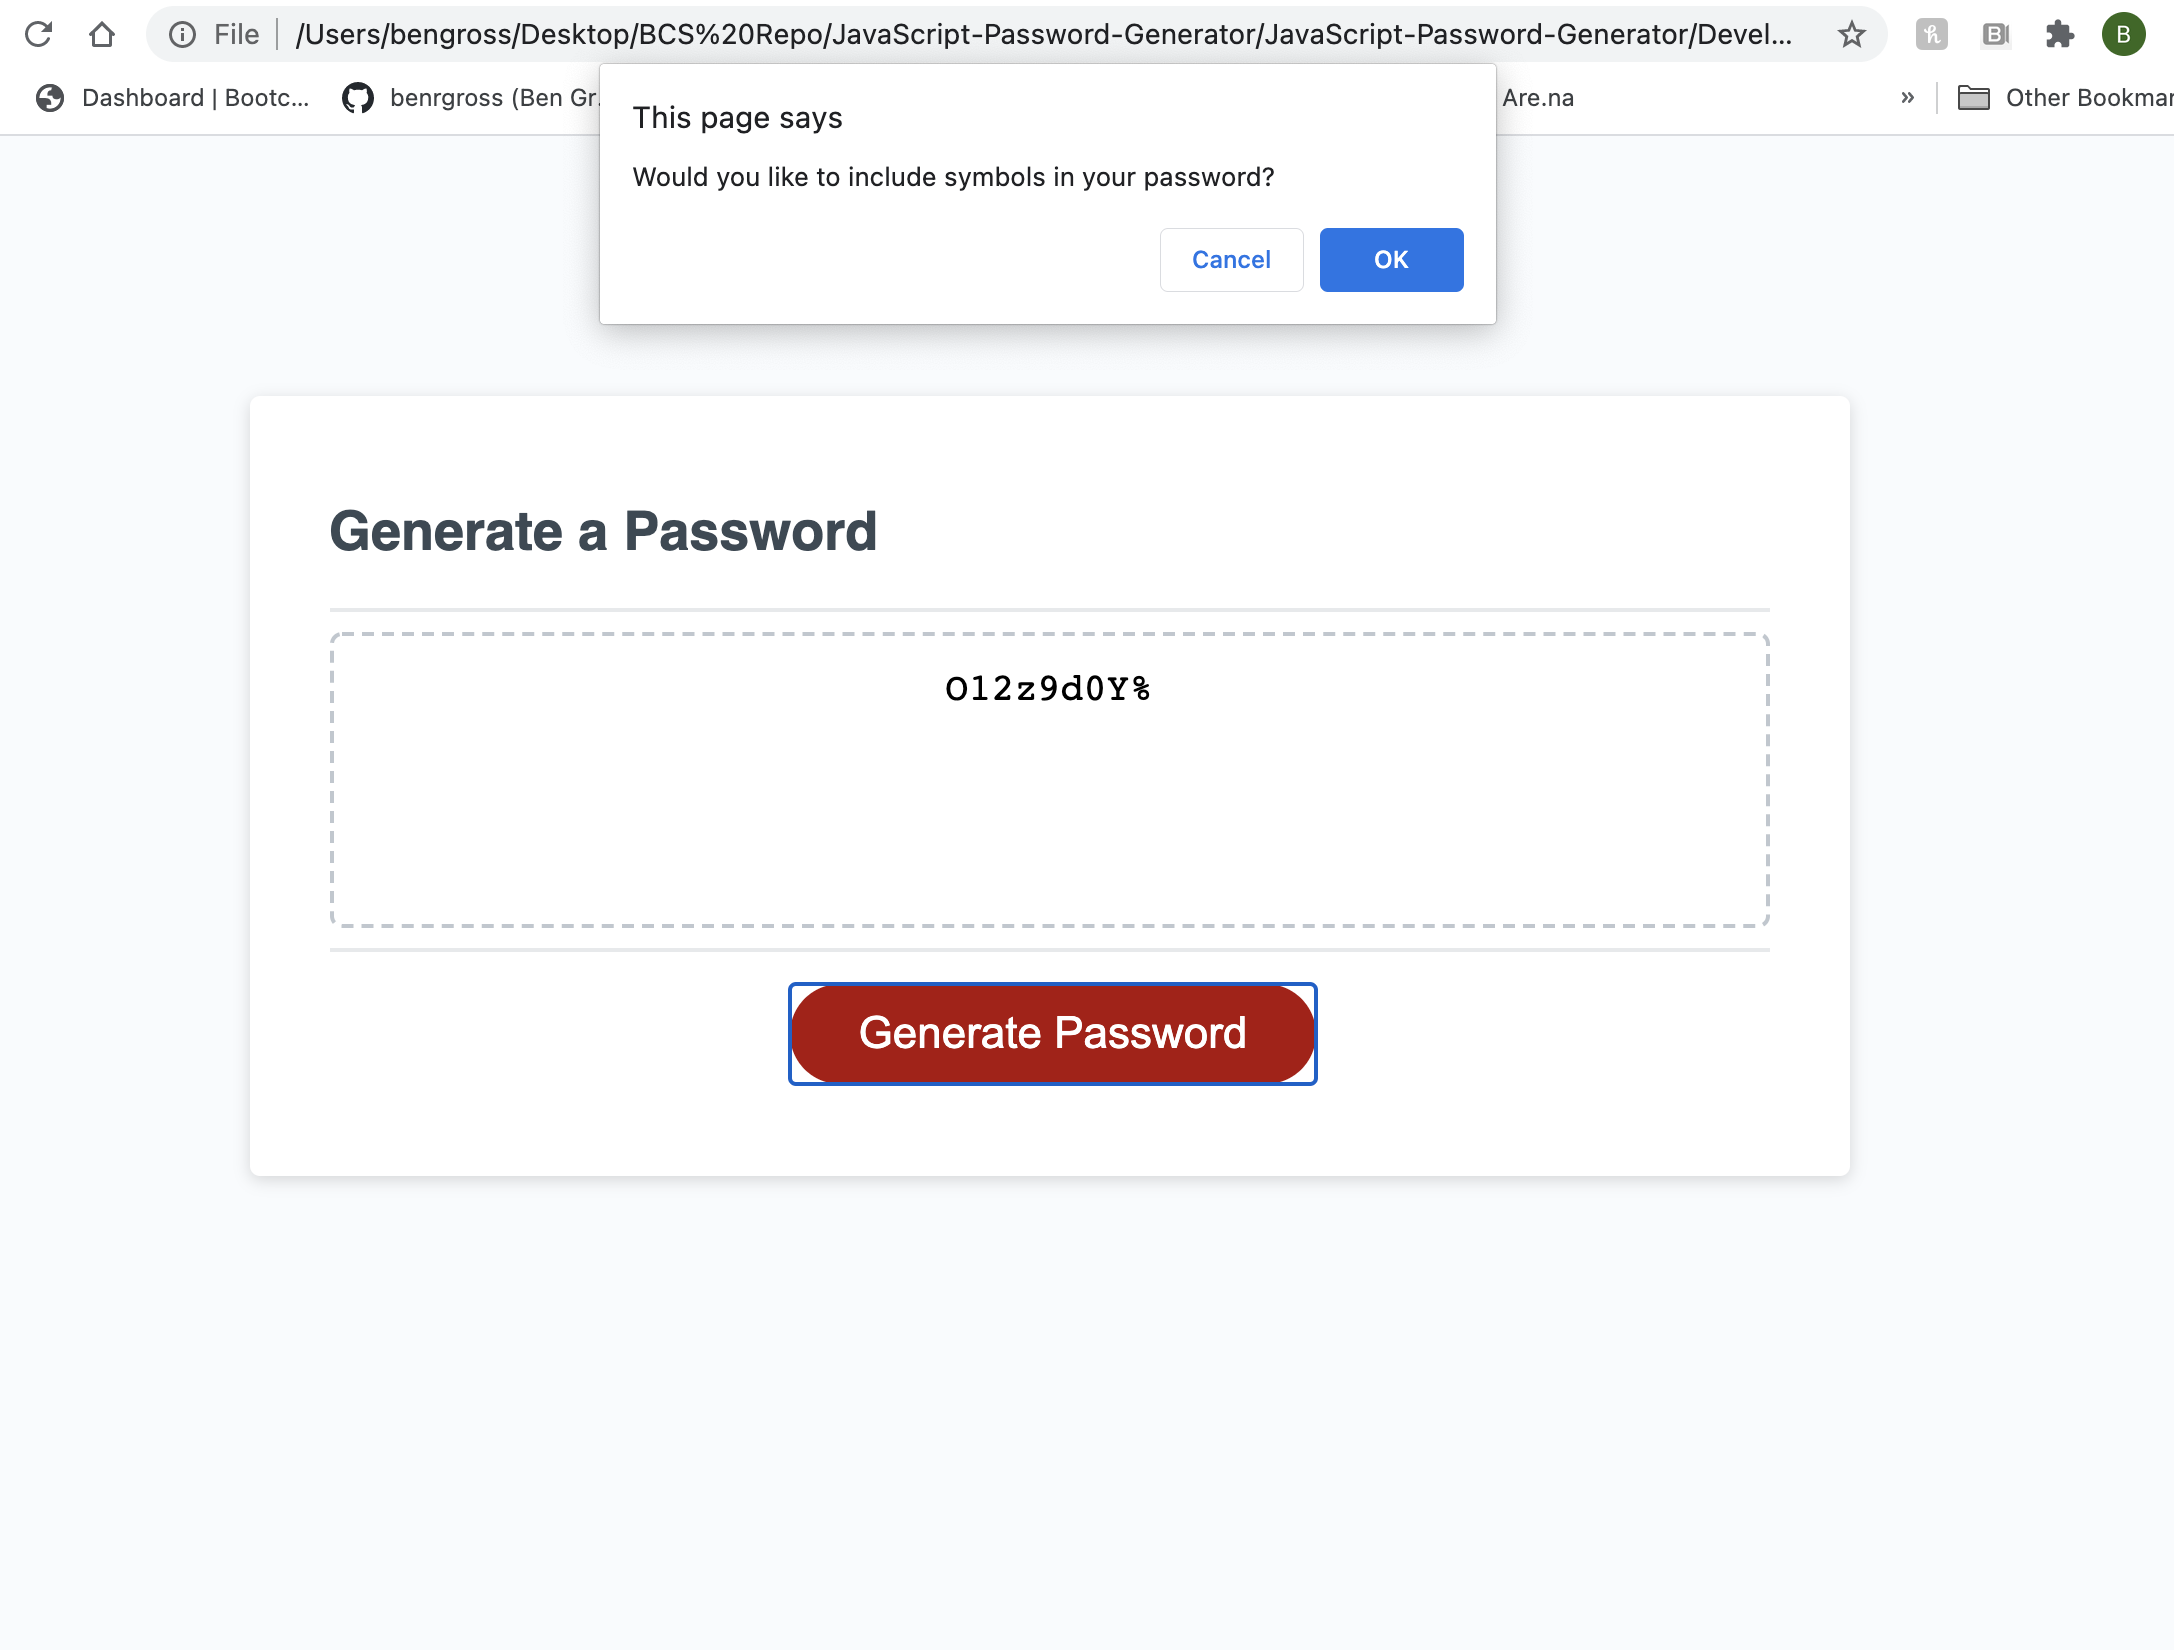 File /Users/bengross/Desktop/BCS%20Repo/JavaScript-Password-Generator/JavaScript-Password-Generator/Devel...
B
B
Dashboard | Bootc... benrgross (Ben Gr. Are.na » Other Bookmar
This page says
Would you like to include symbols in your password?
Cancel OK
Generate a Password
O12z9d0Y%
Generate Password